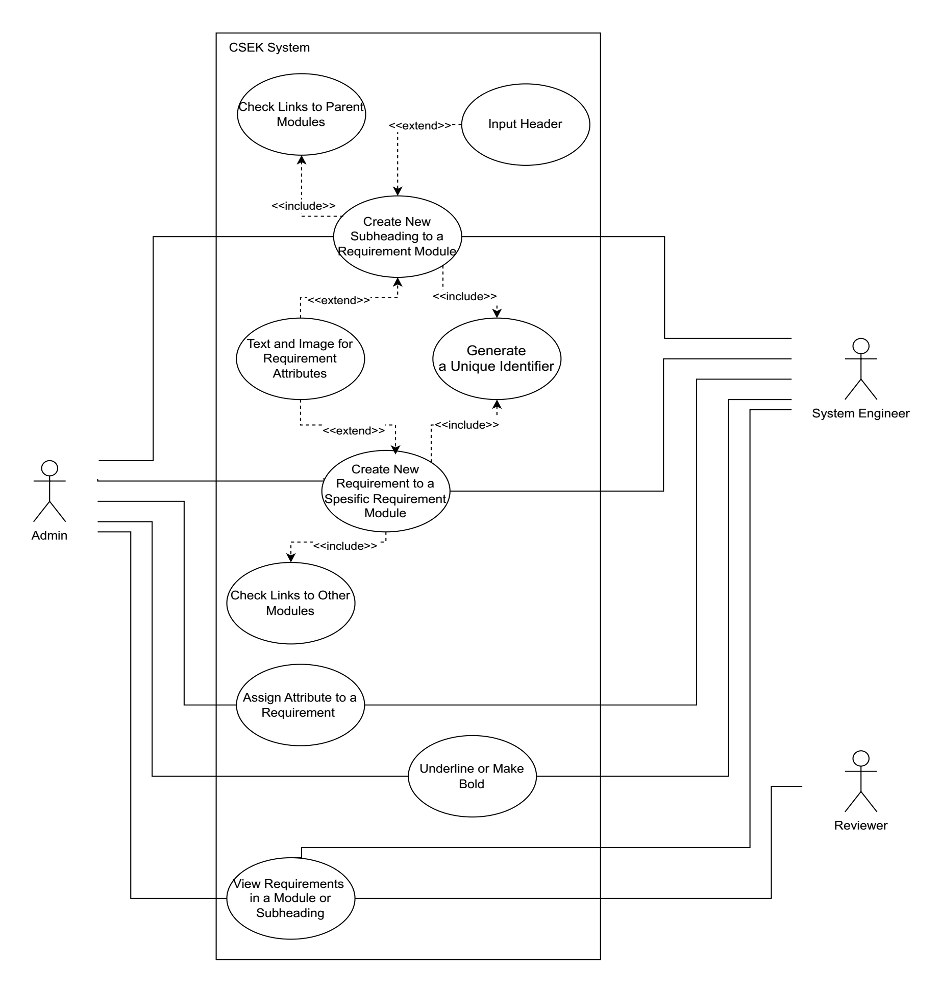 CSEK System
Check Links to Parent
Modules
<<extend>>
Input Header
<<include>>
Create New
Subheading to a
Requirement Module
<<extend>>
<<include>>
Text and Image for
Requirement
Attributes
Generate
a Unique Identifier
System Engineer
<<extend>>
<<include>>
Create New
Requirement to a
Spesific Requirement
Module
Admin
<<include>>
Check Links to Other
Modules
Assign Attribute to a
Requirement
Underline or Make
Bold
Reviewer
View Requirements
in a Module or
Subheading